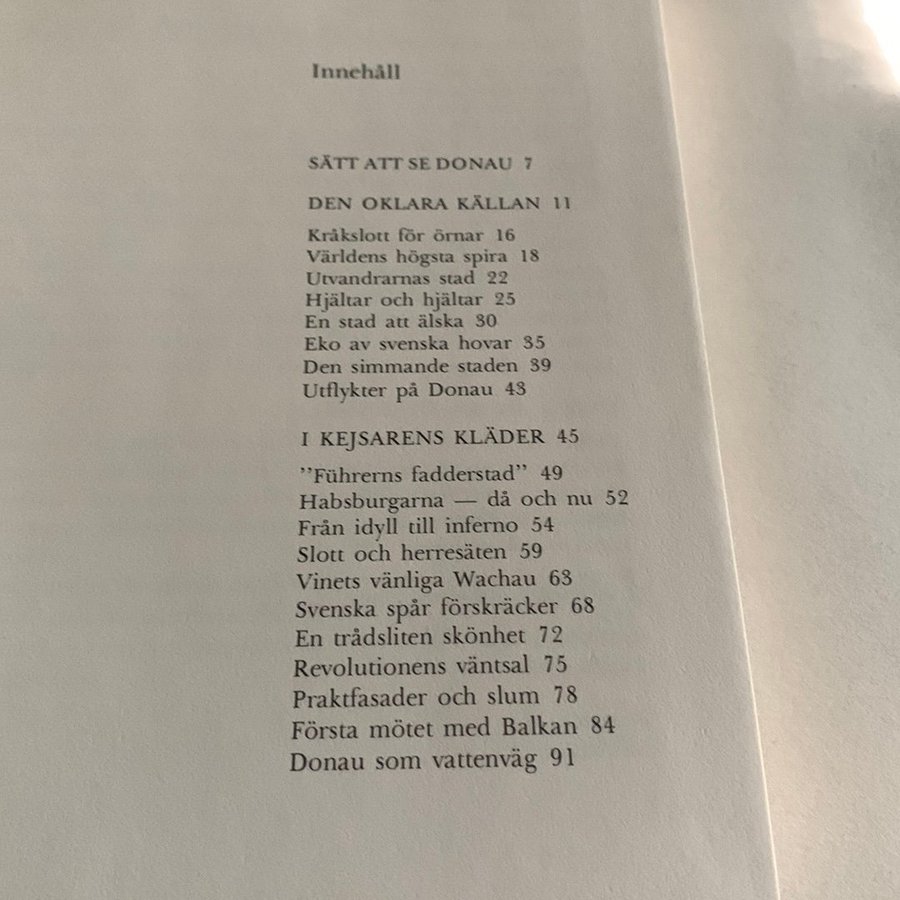 Innehåll
SÄTT ATT SE DONAU 7
DEN OKLARA KÄLLAN 11
Kråkslott för örnar 16
Världens högsta spira 18
Utvandrarnas stad 22
Hjältar och hjältar 25
En stad att älska 30
Eko av svenska hovar 35
Den simmande staden 39
Utflykter på Donau 43
I KEJSARENS KLÄDER 45
”Führerns fadderstad” 49
Habsburgarna — då och nu 52
Från idyll till inferno 54
Slott och herresäten 59
Vinets vänliga Wachau 63
Svenska spår förskräcker 68
En trådsliten skönhet 72
Revolutionens väntsal 75
Praktfasader och slum 78
Första mötet med Balkan 84
Donau som vattenväg 91